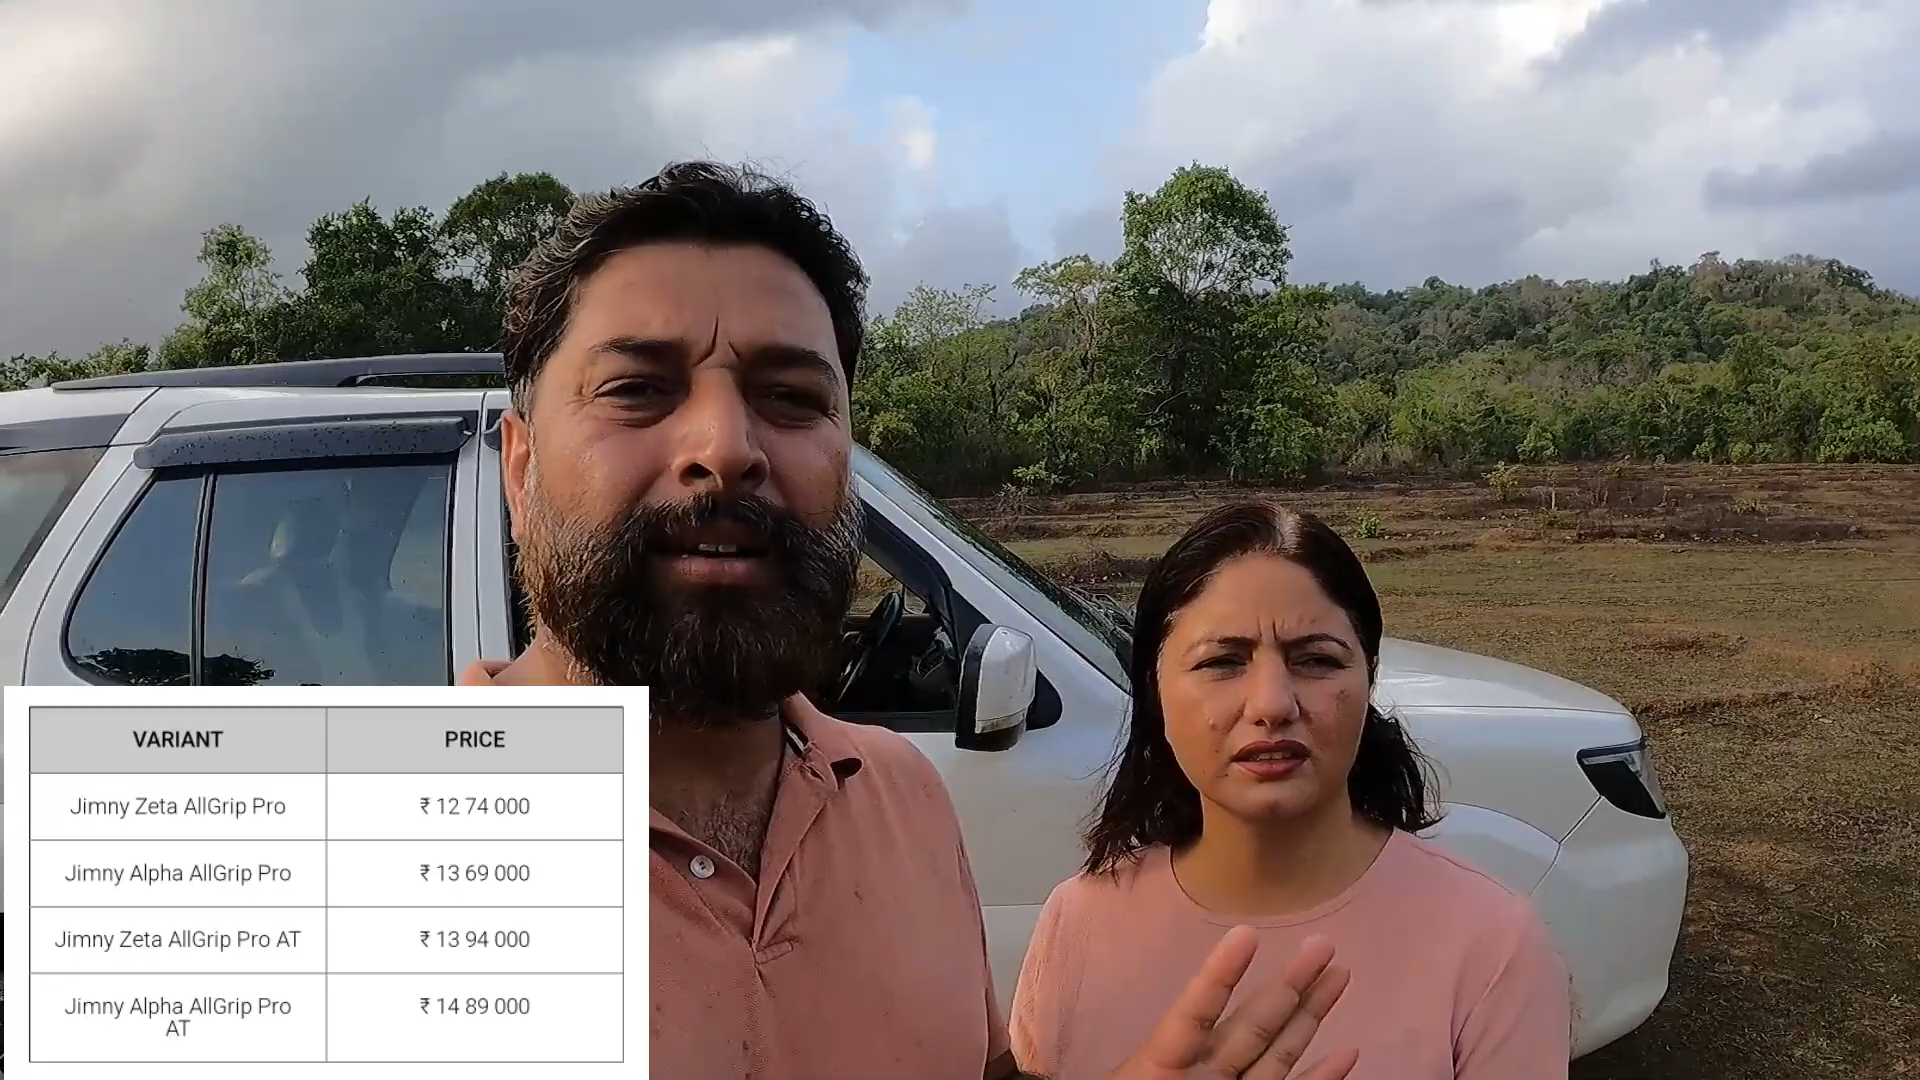 VARIANT PRICE
Jimny Zeta AllGrip Pro ₹ 12 74 000
Jimny Alpha AllGrip Pro ₹ 13 69 000
Jimny Zeta AllGrip Pro AT ₹ 13 94 000
Jimny Alpha AllGrip Pro ₹ 14 89 000
AT